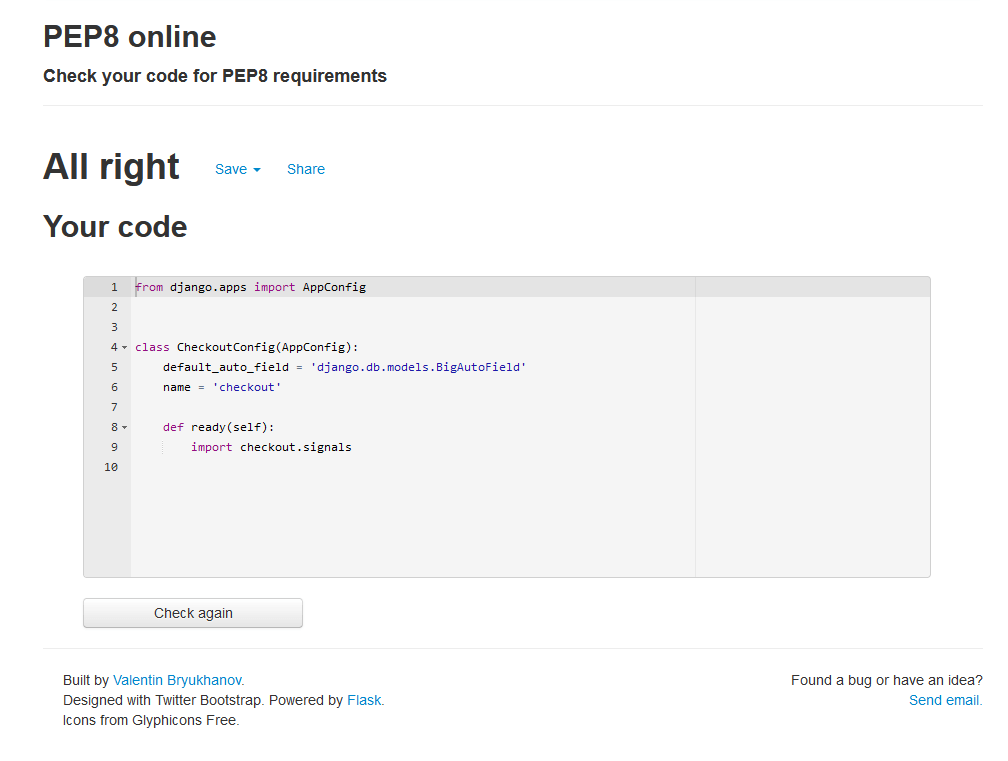 PEP8 online
Check your code for PEP8 requirements
All right Save Share
Your code
1 from django.apps import AppConfig
2
3
4 class CheckoutConfig(AppConfig):
5     default_auto_field = 'django.db.models.BigAutoField'
6     name = 'checkout'
7
8     def ready(self):
9         import checkout.signals
10
Check again
Built by Valentin Bryukhanov. Found a bug or have an idea?
Designed with Twitter Bootstrap. Powered by Flask. Send email.
Icons from Glyphicons Free.